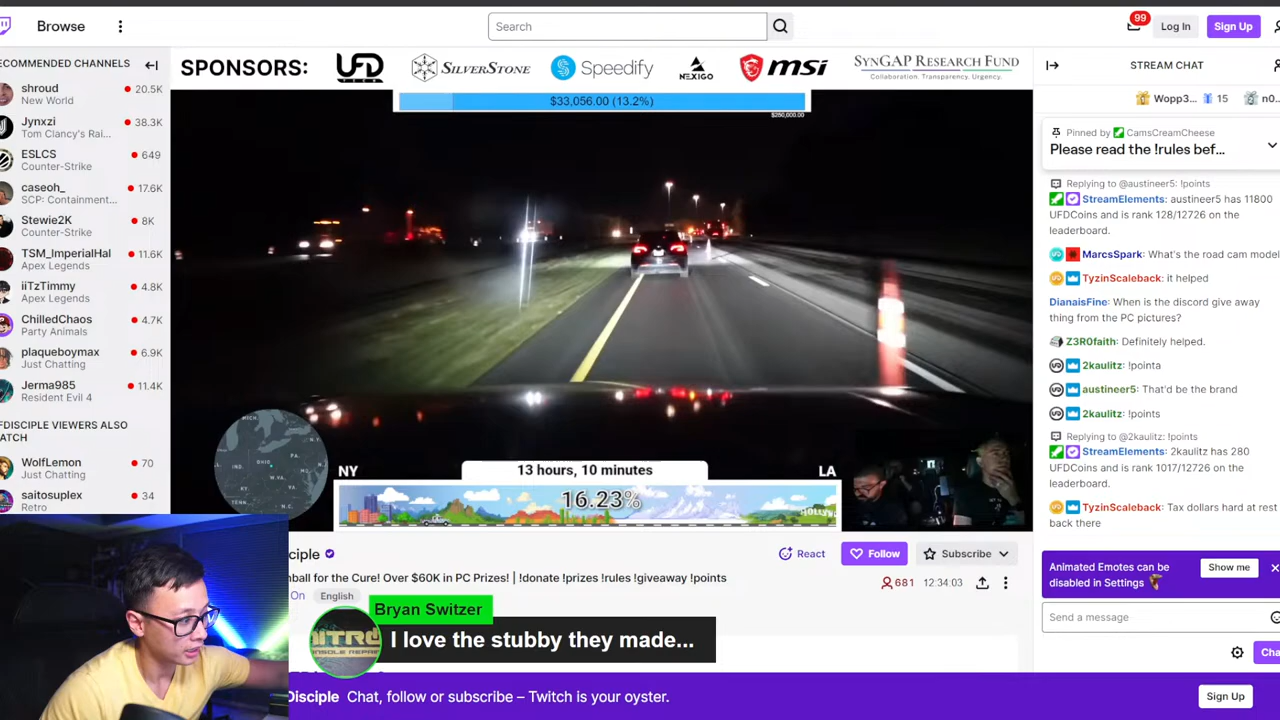 Browse
Search
99
Log In
Sign Up
RECOMMENDED CHANNELS
shroud
20.5K
New World
Jynxzi
38.3K
Tom Clancy's Rai...
ESLCS
649
Counter-Strike
caseoh_
17.6K
SCP: Containment...
Stewie2K
8K
Counter-Strike
TSM_ImperialHal
11.6K
Apex Legends
iiTzTimmy
4.8K
Apex Legends
ChilledChaos
4.7K
Party Animals
plaqueboymax
6.9K
Just Chatting
Jerma985
11.4K
Resident Evil 4
FDISCIPLE VIEWERS ALSO
WATCH
WolfLemon
70
Just Chatting
saitosuplex
34
Retro
SPONSORS:
UFD
TECH
SILVERSTONE
Speedify
NEXIGO
msi
SYNGAP RESEARCH FUND
Collaboration. Transparency. Urgency.
$33,056.00 (13.2%)
$250,000.00
NY
13 hours, 10 minutes
LA
16.23%
STREAM CHAT
Wopp3...
15
n0...
Pinned by CamsCreamCheese
Please read the !rules bef...
Replying to @austineer5: !points
StreamElements: austineer5 has 11800
UFDCoins and is rank 128/12726 on the
leaderboard.
MarcsSpark: What's the road cam model
TyzinScaleback: it helped
DianaisFine: When is the discord give away
thing from the PC pictures?
Z3R0faith: Definitely helped.
2kaulitz: !pointa
austineer5: That'd be the brand
2kaulitz: !points
Replying to @2kaulitz: !points
StreamElements: 2kaulitz has 280
UFDCoins and is rank 1017/12726 on the
leaderboard.
TyzinScaleback: Tax dollars hard at rest
back there
Animated Emotes can be
disabled in Settings
Show me
Send a message
Cha
ciple
React
Follow
Subscribe
nball for the Cure! Over $60K in PC Prizes! | !donate !prizes !rules !giveaway !points
681
12:34:03
On
English
Bryan Switzer
NITRO
CONSOLE REPAIR
I love the stubby they made...
Disciple
Chat, follow or subscribe – Twitch is your oyster.
Sign Up